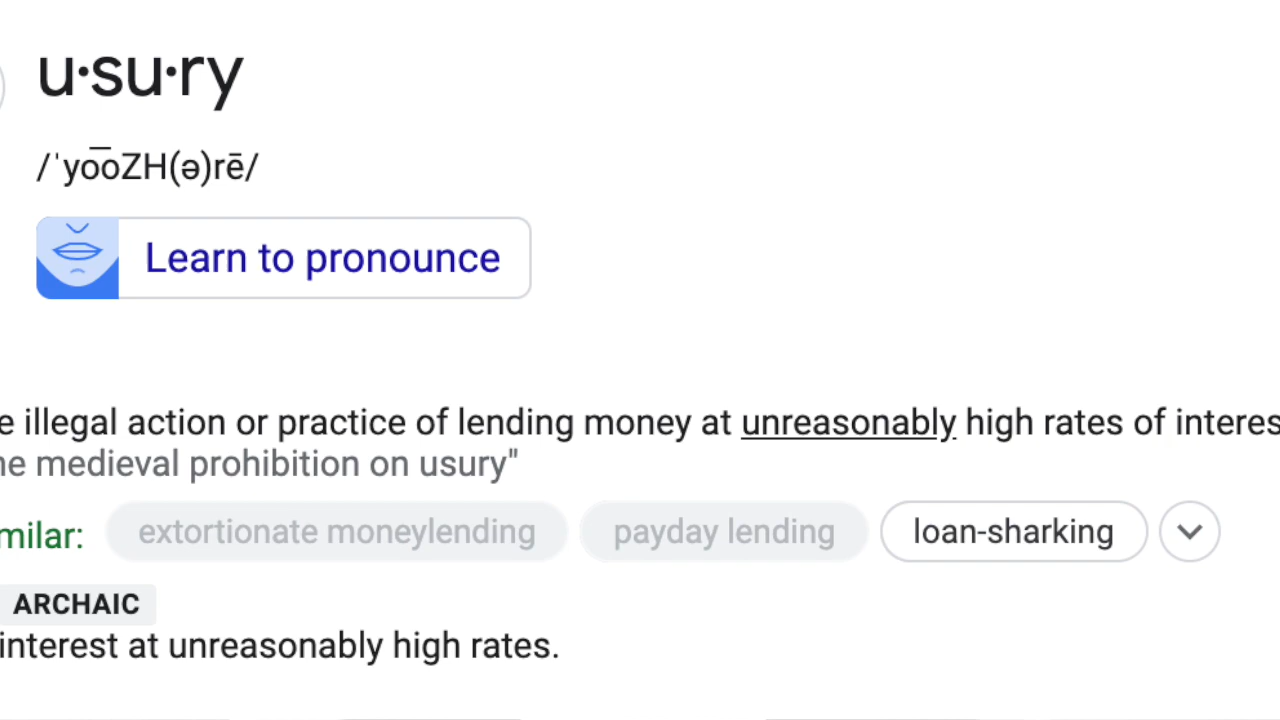 u·su·ry
/ˈyo͞oZH(ə)rē/
Learn to pronounce
e illegal action or practice of lending money at unreasonably high rates of interes
he medieval prohibition on usury"
milar: extortionate moneylending payday lending loan-sharking
ARCHAIC
interest at unreasonably high rates.